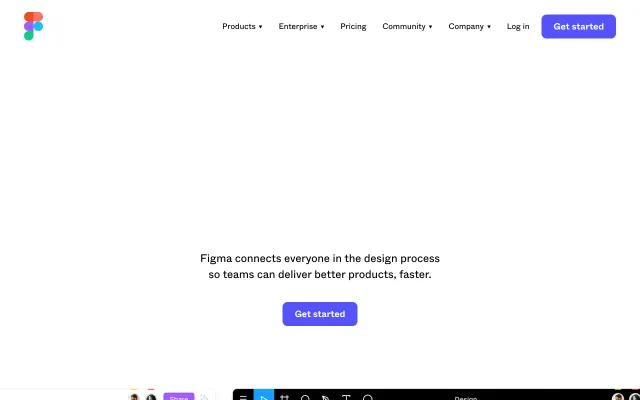 Products ▾ Enterprise ▾ Pricing Community ▾ Company ▾ Log in Get started
Figma connects everyone in the design process
so teams can deliver better products, faster.
Get started
Share
Design